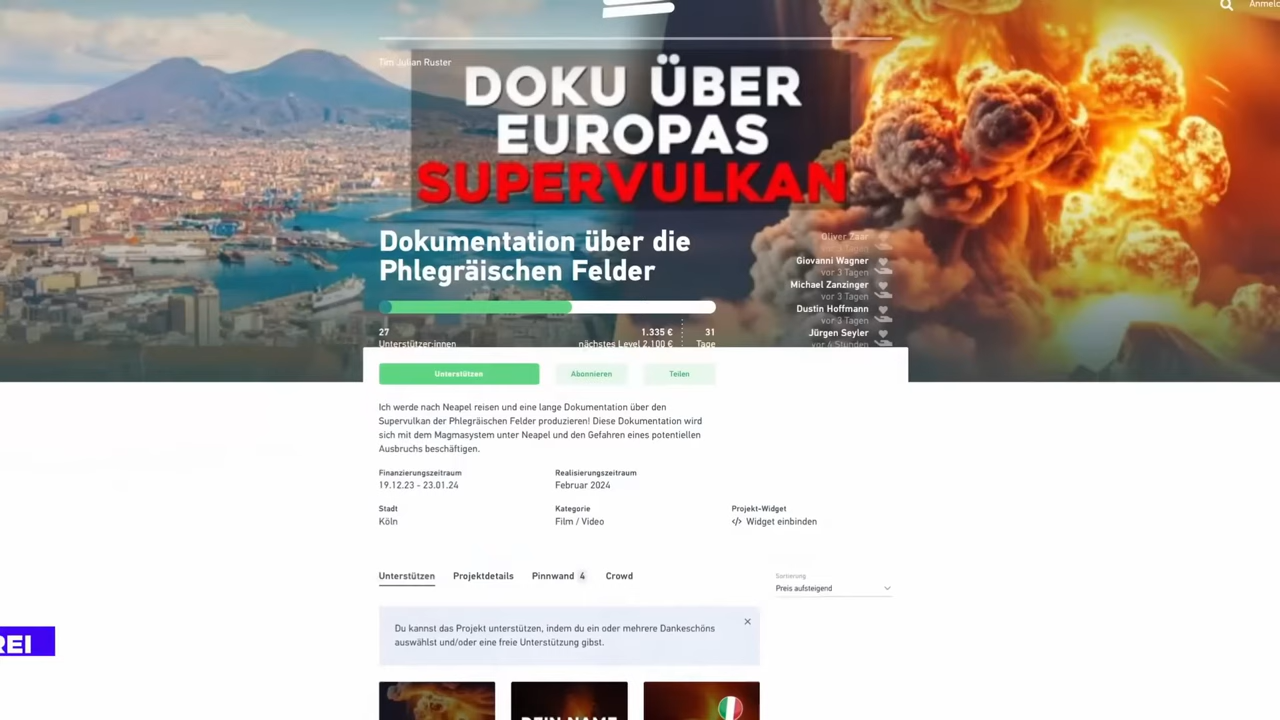 Anmeld
Tim Julian Ruster
DOKU ÜBER
EUROPAS
SUPERVULKAN
Dokumentation über die
Phlegräischen Felder
Oliver Zaar
Giovanni Wagner
vor 3 Tagen
Michael Zanzinger
vor 3 Tagen
Dustin Hoffmann
vor 3 Tagen
Jürgen Seyler
vor 4 Stunden
27
Unterstützer:innen
1.335 €
nächstes Level 2.100 €
31
Tage
Unterstützen
Abonnieren
Teilen
Ich werde nach Neapel reisen und eine lange Dokumentation über den
Supervulkan der Phlegräischen Felder produzieren! Diese Dokumentation wird
sich mit dem Magmasystem unter Neapel und den Gefahren eines potentiellen
Ausbruchs beschäftigen.
Finanzierungszeitraum
19.12.23 - 23.01.24
Realisierungszeitraum
Februar 2024
Stadt
Köln
Kategorie
Film / Video
Projekt-Widget
</> Widget einbinden
Unterstützen Projektdetails Pinnwand 4 Crowd
Sortierung
Preis aufsteigend
REI
Du kannst das Projekt unterstützen, indem du ein oder mehrere Dankeschöns
auswählst und/oder eine freie Unterstützung gibst.
DEIN NAME